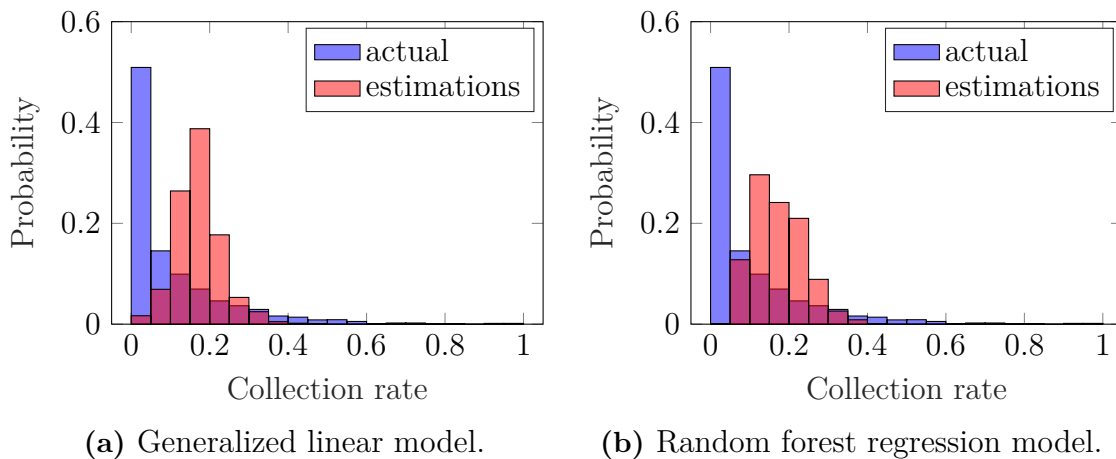 0.6
0.4
0.2
0
Probability
actual
estimations
0 0.2 0.4 0.6 0.8 1
Collection rate
(a) Generalized linear model.
0.6
0.4
0.2
0
Probability
actual
estimations
0 0.2 0.4 0.6 0.8 1
Collection rate
(b) Random forest regression model.